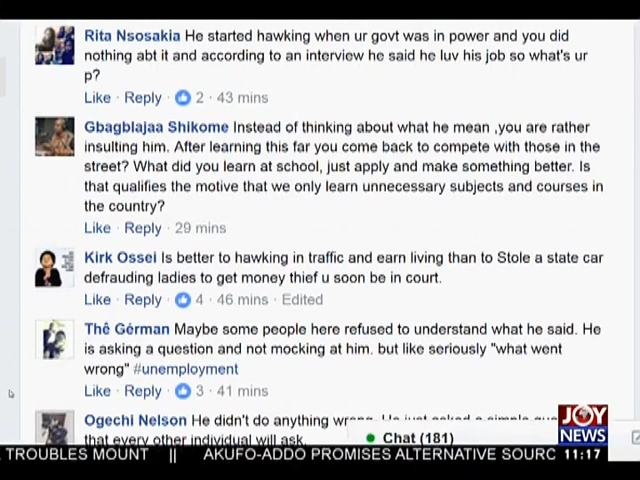 Rita Nsosakia He started hawking when ur govt was in power and you did
nothing abt it and according to an interview he said he luv his job so what's ur
p?
Like · Reply · 2 · 43 mins
Gbagblajaa Shikome Instead of thinking about what he mean ,you are rather
insulting him. After learning this far you come back to compete with those in the
street? What did you learn at school, just apply and make something better. Is
that qualifies the motive that we only learn unnecessary subjects and courses in
the country?
Like · Reply · 29 mins
Kirk Ossei Is better to hawking in traffic and earn living than to Stole a state car
defrauding ladies to get money thief u soon be in court.
Like · Reply · 4 · 46 mins · Edited
Thê Gérman Maybe some people here refused to understand what he said. He
is asking a question and not mocking at him. but like seriously "what went
wrong" #unemployment
Like · Reply · 3 · 41 mins
Ogechi Nelson He didn't do anything wrong. He just asked a simple
that every other individual will ask.
Chat (181)
JOY
NEWS
TROUBLES MOUNT || AKUFO-ADDO PROMISES ALTERNATIVE SOURC
11:17